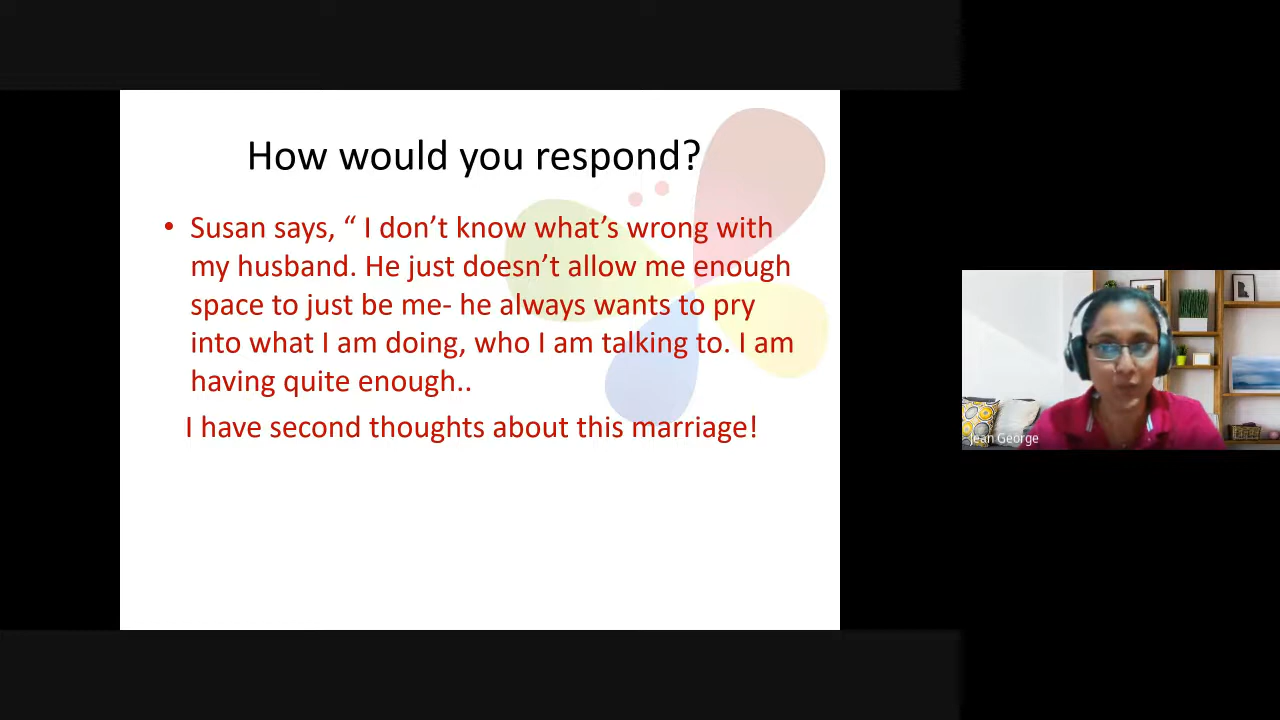 How would you respond?
• Susan says, “ I don’t know what’s wrong with
my husband. He just doesn’t allow me enough
space to just be me- he always wants to pry
into what I am doing, who I am talking to. I am
having quite enough..
I have second thoughts about this marriage!
Jean George